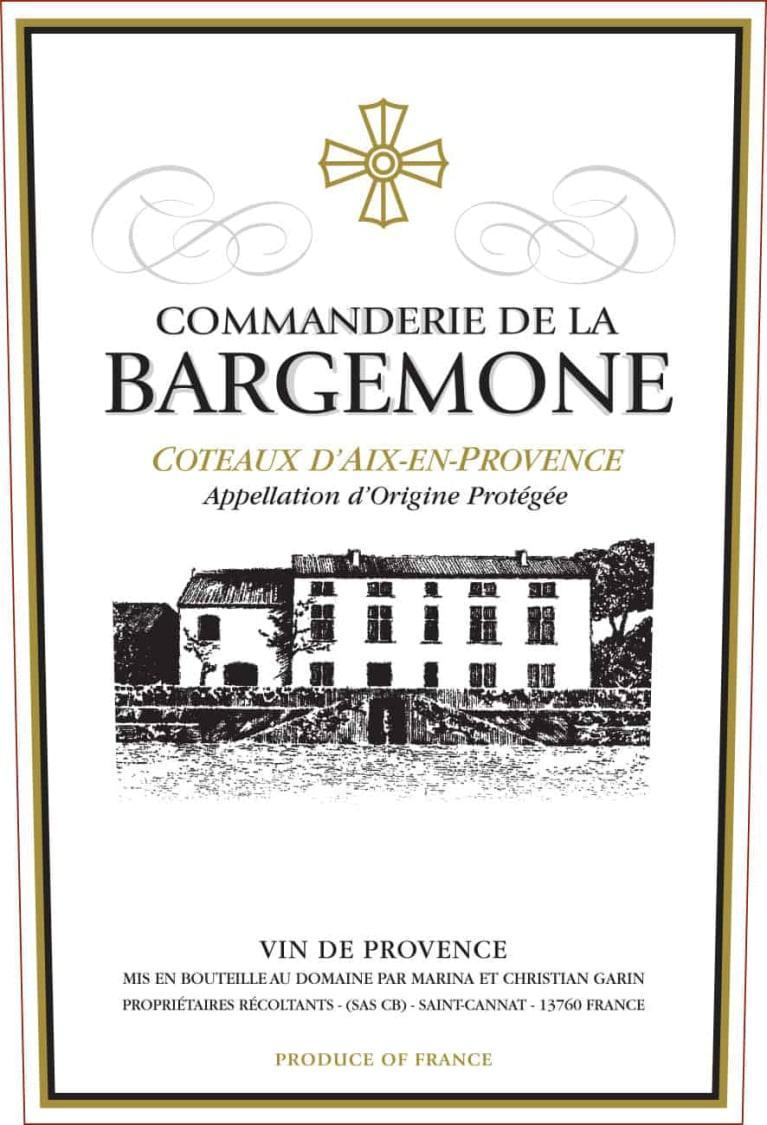 COMMANDERIE DE LA
BARGEMONE
COTEAUX D'AIX-EN-PROVENCE
Appellation d'Origine Protégée
VIN DE PROVENCE
MIS EN BOUTEILLE AU DOMAINE PAR MARINA ET CHRISTIAN GARIN
PROPRIÉTAIRES RÉCOLTANTS - (SAS CB) - SAINT-CANNAT - 13760 FRANCE
PRODUCE OF FRANCE